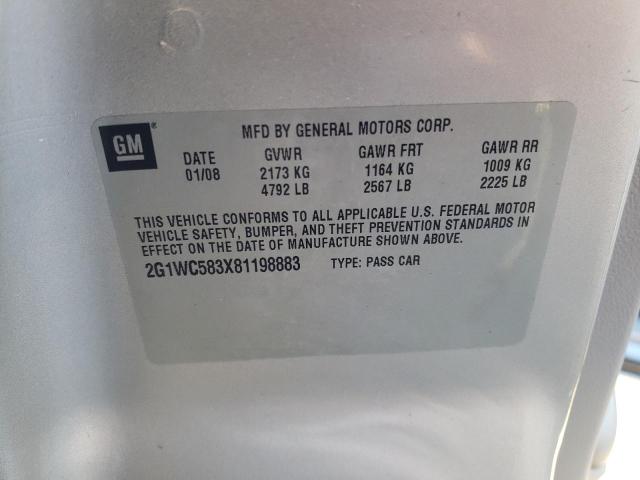 GM
MFD BY GENERAL MOTORS CORP.
DATE GVWR GAWR FRT GAWR RR
01/08 2173 KG 1164 KG 1009 KG
4792 LB 2567 LB 2225 LB
THIS VEHICLE CONFORMS TO ALL APPLICABLE U.S. FEDERAL MOTOR
VEHICLE SAFETY, BUMPER, AND THEFT PREVENTION STANDARDS IN
EFFECT ON THE DATE OF MANUFACTURE SHOWN ABOVE.
2G1WC583X81198883 TYPE: PASS CAR